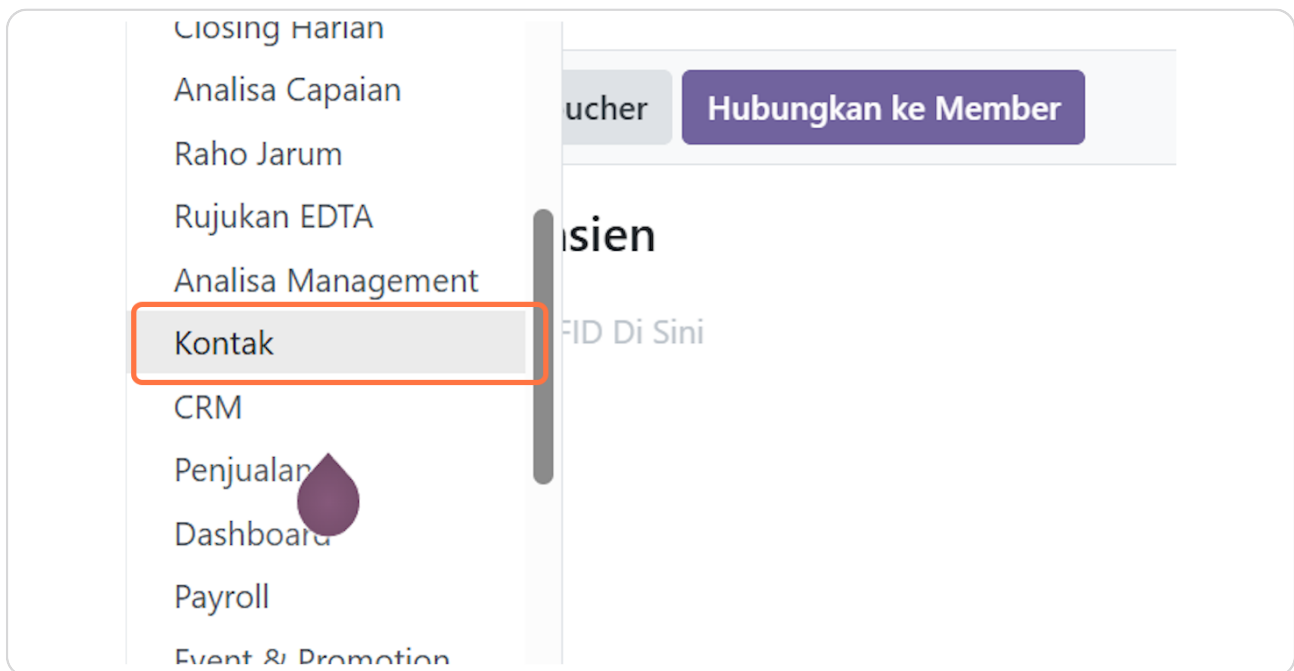 Closing Harian
Analisa Capaian
ucher
Hubungkan ke Member
Raho Jarum
Rujukan EDTA
sien
Analisa Management
Kontak
FID Di Sini
CRM
Penjualan
Dashboard
Payroll
Event & Promotion